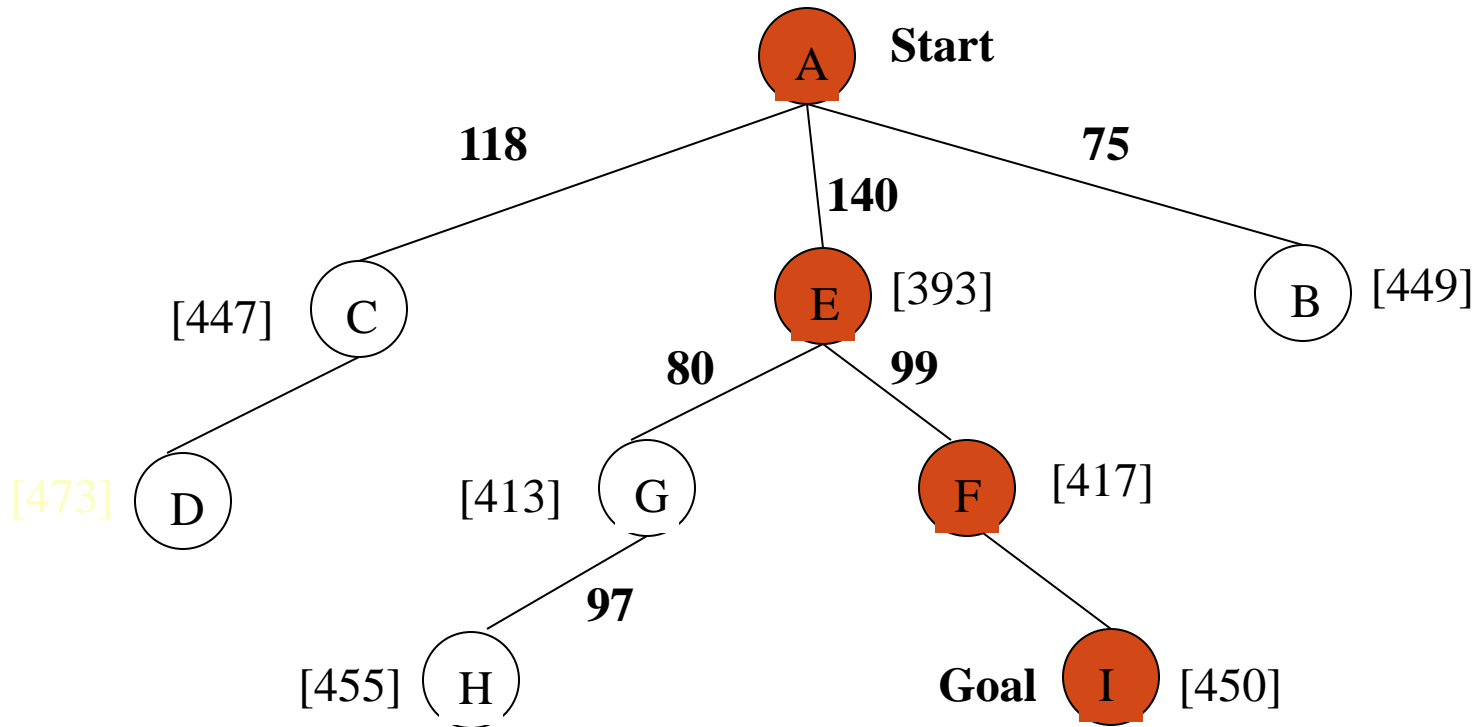 A Start
118
75
140
[447] C
E [393]
B [449]
80
99
[473] D
[413] G
F [417]
97
[455] H
Goal I [450]